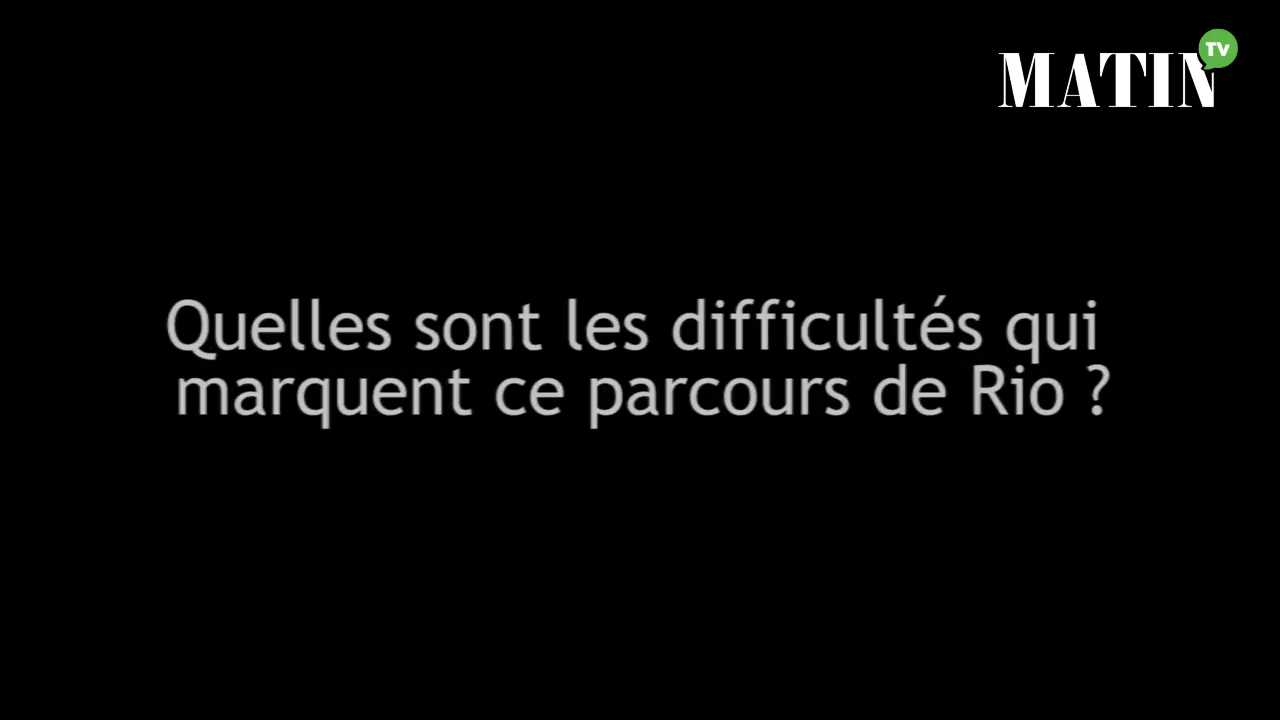 MATIN TV
Quelles sont les difficultés qui
marquent ce parcours de Rio ?